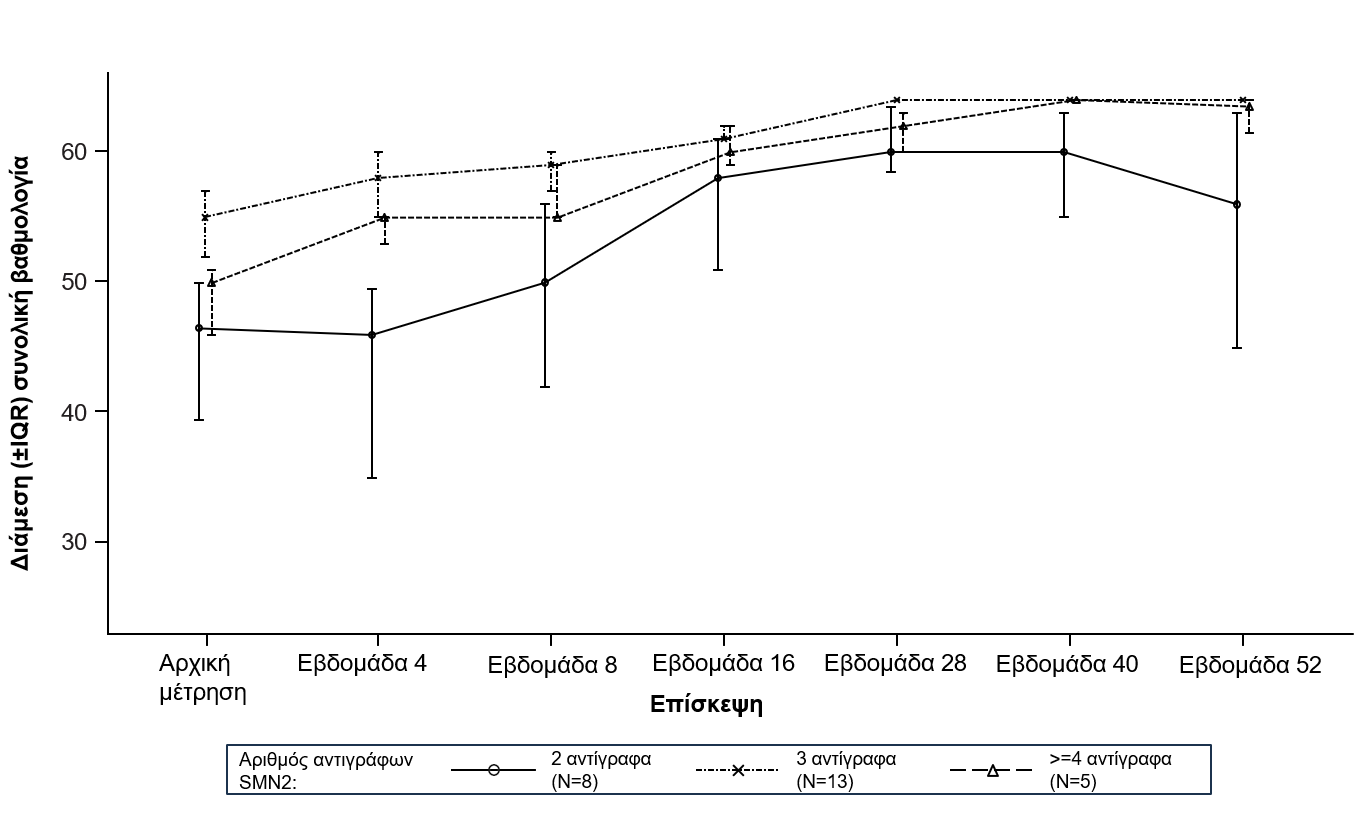 Διάμεση (±IQR) συνολική βαθμολογία
60
50
40
30
Αρχική
μέτρηση
Εβδομάδα 4
Εβδομάδα 8
Εβδομάδα 16
Εβδομάδα 28
Εβδομάδα 40
Εβδομάδα 52
Επίσκεψη
Αριθμός αντιγράφων
SMN2:
2 αντίγραφα
(N=8)
3 αντίγραφα
(N=13)
>=4 αντίγραφα
(N=5)